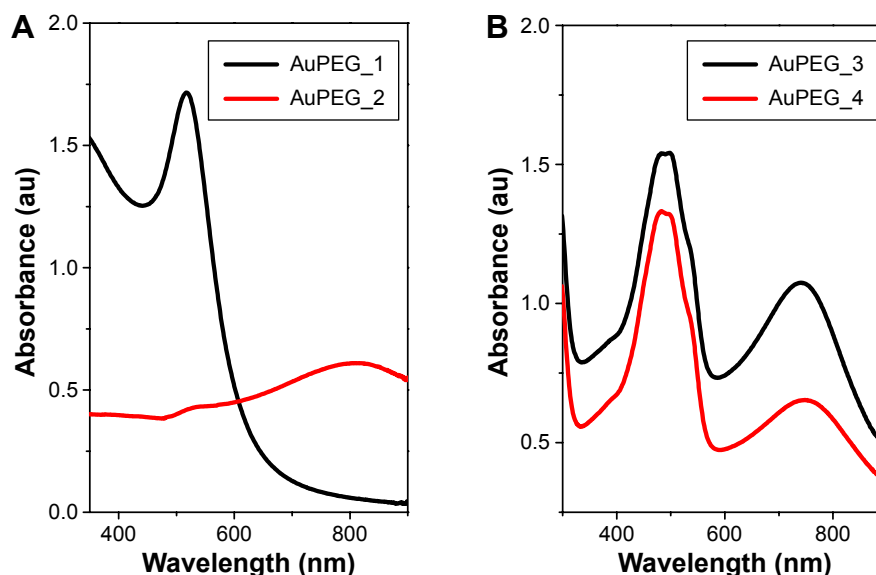 A
2.0
1.5
1.0
0.5
0.0
Absorbance (au)
AuPEG_1
AuPEG_2
400
600
800
Wavelength (nm)
B
2.0
1.5
1.0
0.5
Absorbance (au)
AuPEG_3
AuPEG_4
400
600
800
Wavelength (nm)